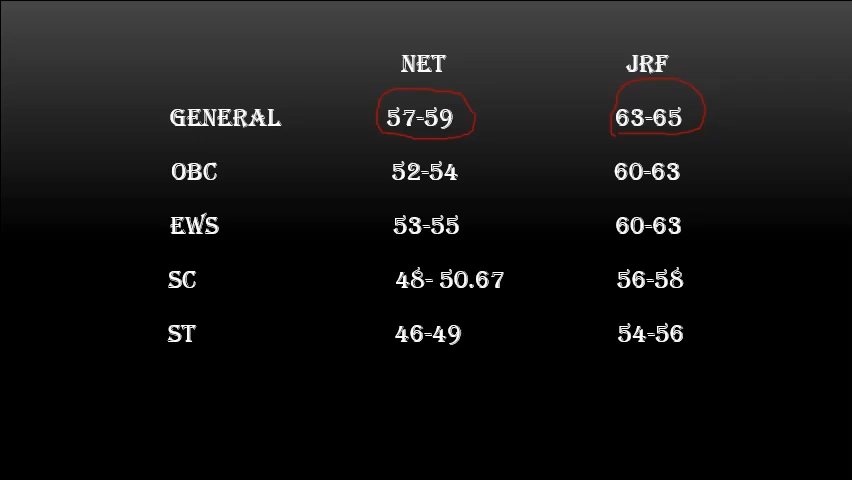 NET JRF
GENERAL 57-59 63-65
OBC 52-54 60-63
EWS 53-55 60-63
SC 48- 50.67 56-58
ST 46-49 54-56